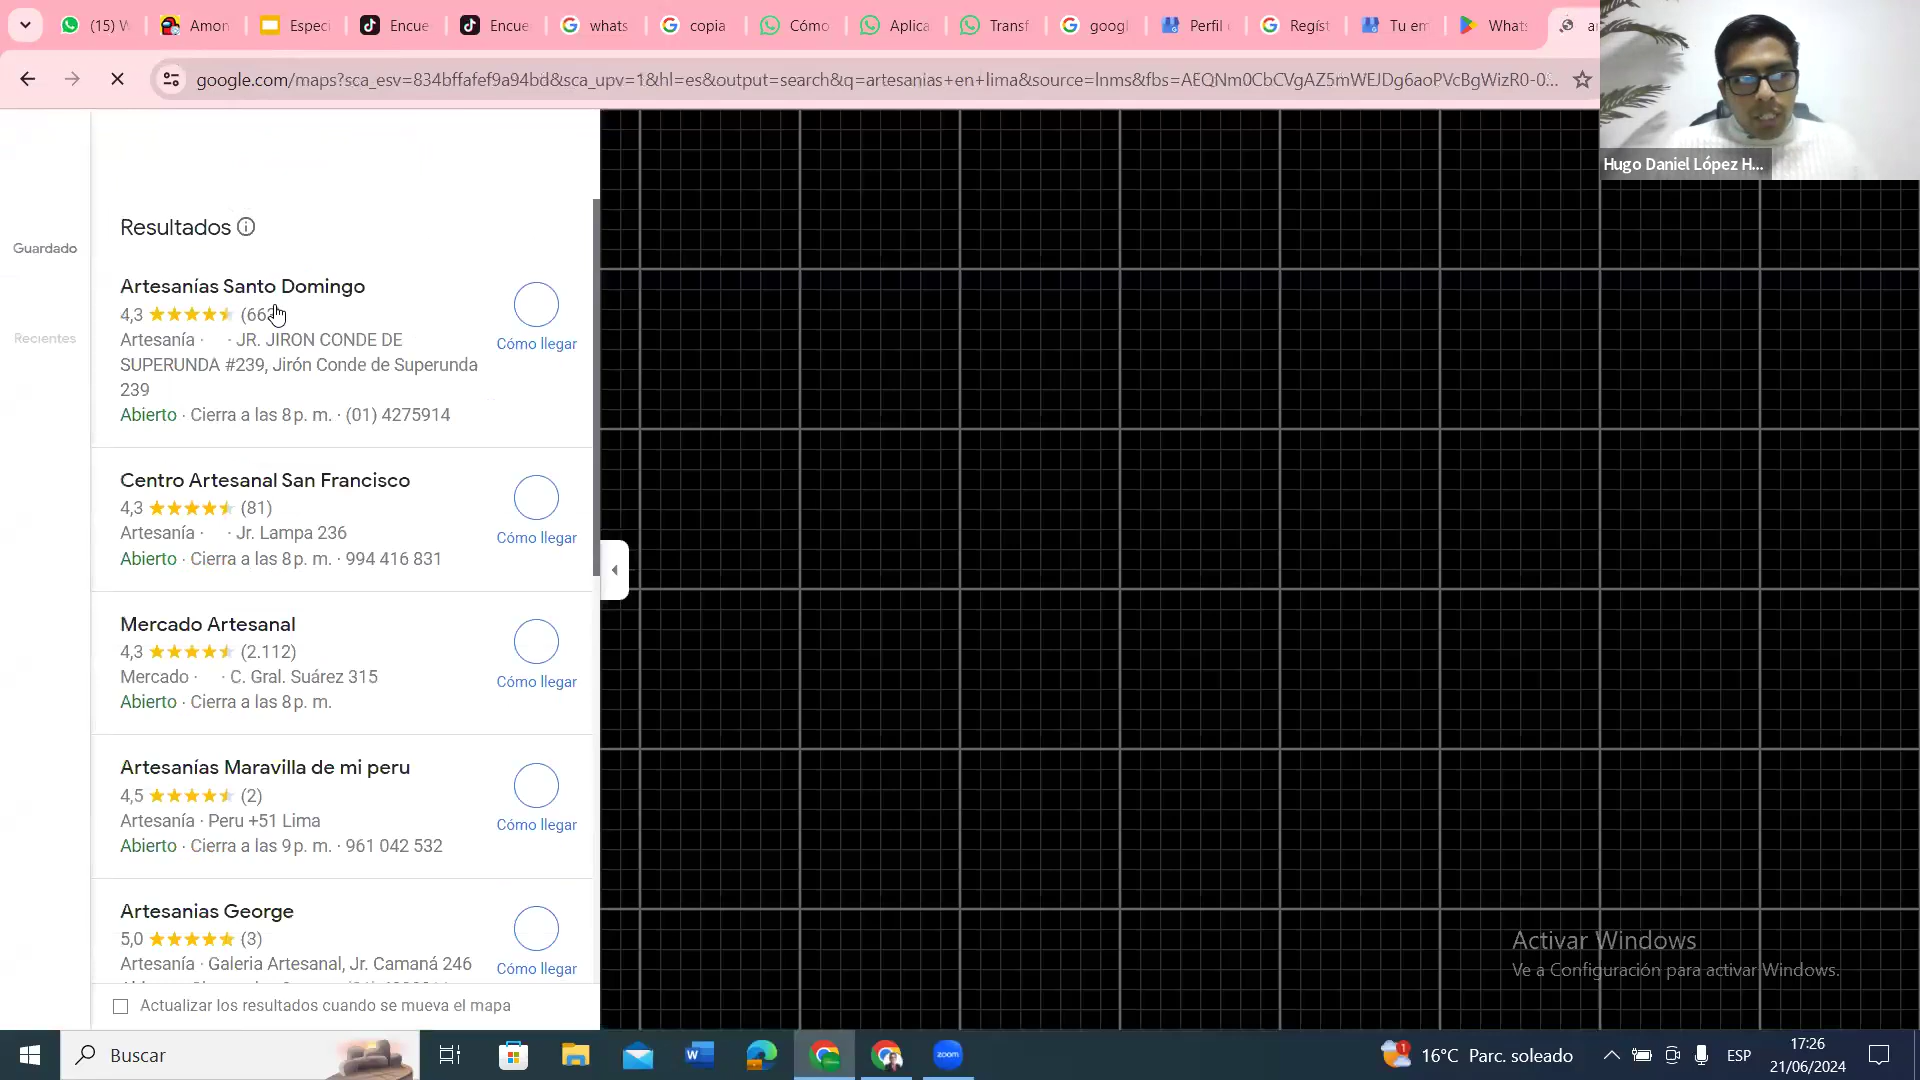 (15) W
Amon
Especi
Encue
Encue
whats
copia
Cómo
Aplica
Transf
googl
Perfil
Regíst
Tu em
What
google.com/maps?sca_esv=834bffafef9a94bd&sca_upv=1&hl=es&output=search&q=artesanias+en+lima&source=lnms&fbs=AEQNm0CbCVgAZ5mWEJDg6aoPVcBgWizR0-0...
Hugo Daniel López H...
Guardado
Recientes
Resultados
Artesanías Santo Domingo
4,3
Artesanía · · JR. JIRON CONDE DE
SUPERUNDA #239, Jirón Conde de Superunda
239
Abierto · Cierra a las 8 p. m. · (01) 4275914
Cómo llegar
Centro Artesanal San Francisco
4,3 (81)
Artesanía · · Jr. Lampa 236
Abierto · Cierra a las 8 p. m. · 994 416 831
Cómo llegar
Mercado Artesanal
4,3 (2.112)
Mercado · · C. Gral. Suárez 315
Abierto · Cierra a las 8 p. m.
Cómo llegar
Artesanías Maravilla de mi peru
4,5 (2)
Artesanía · Peru +51 Lima
Abierto · Cierra a las 9 p. m. · 961 042 532
Cómo llegar
Artesanias George
5,0 (3)
Artesanía · Galeria Artesanal, Jr. Camaná 246
Cómo llegar
Actualizar los resultados cuando se mueva el mapa
Activar Windows
Ve a Configuración para activar Windows.
Buscar
zoom
1
16°C Parc. soleado
ESP
17:26
21/06/2024